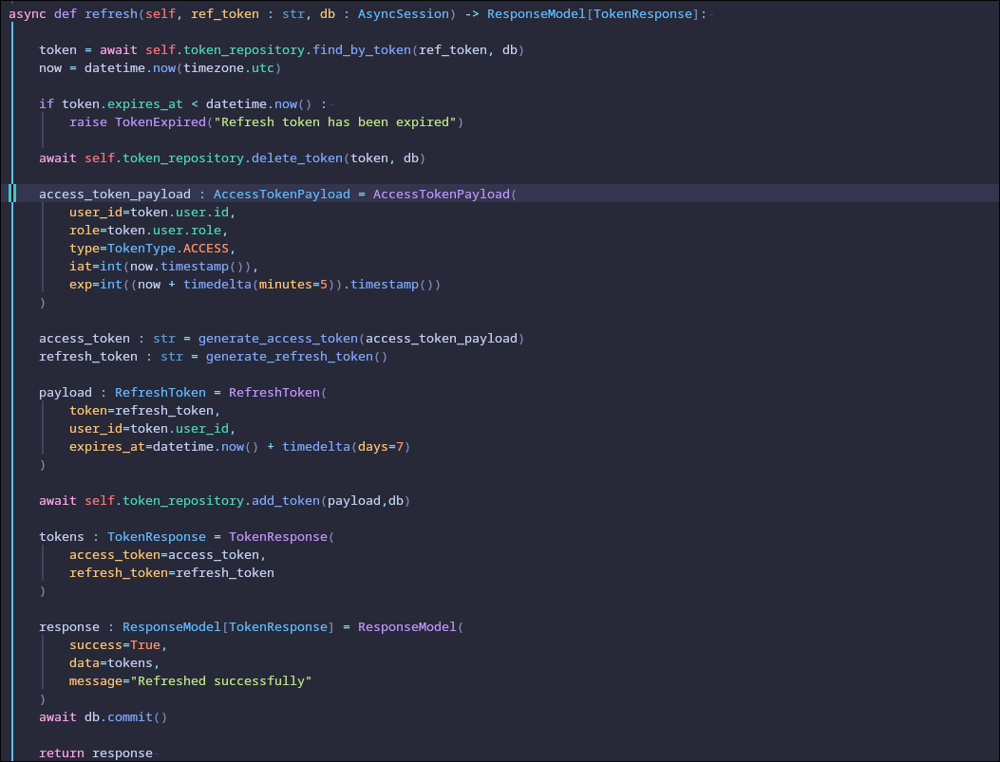 async def refresh(self, ref_token : str, db : AsyncSession) -> ResponseModel[TokenResponse]:
token = await self.token_repository.find_by_token(ref_token, db)
now = datetime.now(timezone.utc)
if token.expires_at < datetime.now() :
raise TokenExpired("Refresh token has been expired")
await self.token_repository.delete_token(token, db)
access_token_payload : AccessTokenPayload = AccessTokenPayload(
user_id=token.user.id,
role=token.user.role,
type=TokenType.ACCESS,
iat=int(now.timestamp()),
exp=int((now + timedelta(minutes=5)).timestamp())
)
access_token : str = generate_access_token(access_token_payload)
refresh_token : str = generate_refresh_token()
payload : RefreshToken = RefreshToken(
token=refresh_token,
user_id=token.user_id,
expires_at=datetime.now() + timedelta(days=7)
)
await self.token_repository.add_token(payload,db)
tokens : TokenResponse = TokenResponse(
access_token=access_token,
refresh_token=refresh_token
)
response : ResponseModel[TokenResponse] = ResponseModel(
success=True,
data=tokens,
message="Refreshed successfully"
)
await db.commit()
return response